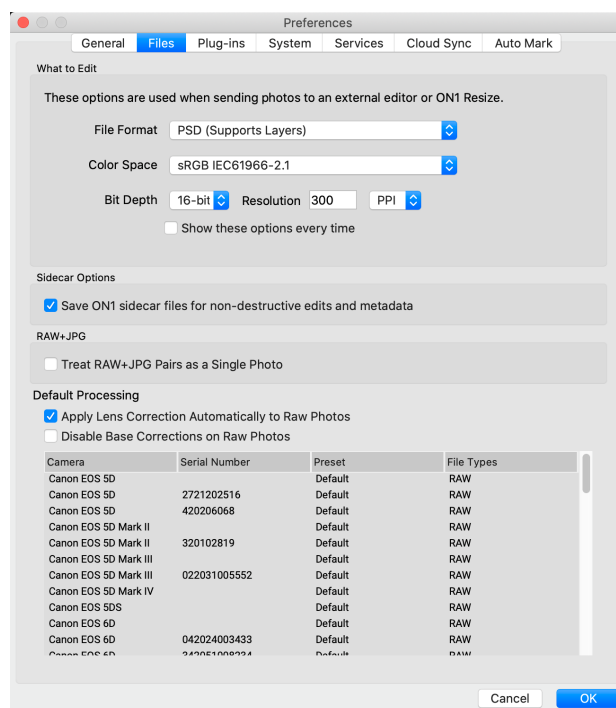 Preferences
General Files Plug-ins System Services Cloud Sync Auto Mark
What to Edit
These options are used when sending photos to an external editor or ON1 Resize.
File Format PSD (Supports Layers)
Color Space sRGB IEC61966-2.1
Bit Depth 16-bit Resolution 300 PPI
Show these options every time
Sidecar Options
Save ON1 sidecar files for non-destructive edits and metadata
RAW+JPG
Treat RAW+JPG Pairs as a Single Photo
Default Processing
Apply Lens Correction Automatically to Raw Photos
Disable Base Corrections on Raw Photos
Camera Serial Number Preset File Types
Canon EOS 5D Default RAW
Canon EOS 5D 2721202516 Default RAW
Canon EOS 5D 420206068 Default RAW
Canon EOS 5D Mark II Default RAW
Canon EOS 5D Mark II 320102819 Default RAW
Canon EOS 5D Mark III Default RAW
Canon EOS 5D Mark III 022031005552 Default RAW
Canon EOS 5D Mark IV Default RAW
Canon EOS 5DS Default RAW
Canon EOS 6D Default RAW
Canon EOS 6D 042024003433 Default RAW
Canon EOS 6D 342051008234 Default RAW
Cancel OK